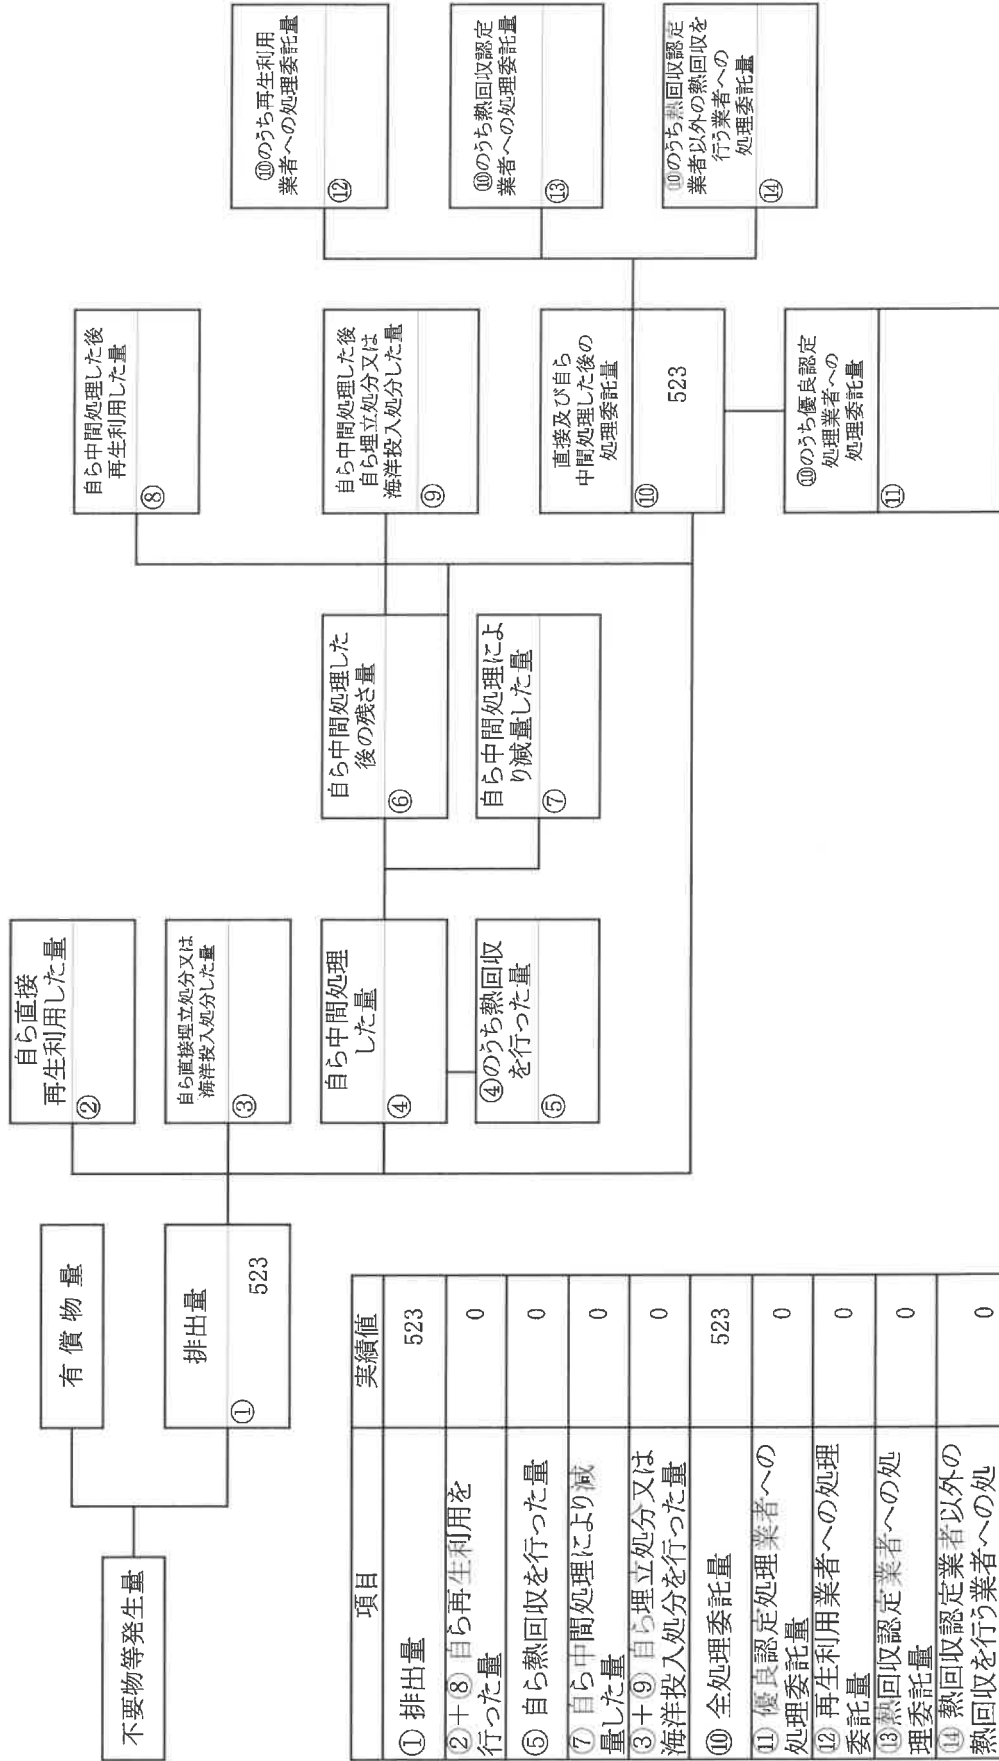 不要物等発生量
有償物量
排出量
①
523
自ら直接
再生利用した量
②
自ら直接埋立処分又は
海洋投入処分した量
③
自ら中間処理
した量
④
④のうち熱回収
を行った量
⑤
自ら中間処理した
後の残さ量
⑥
自ら中間処理によ
り減量した量
⑦
自ら中間処理した後
再生利用した量
⑧
自ら中間処理した後
自ら埋立処分又は
海洋投入処分した量
⑨
直接及び自ら
中間処理した後の
処理委託量
⑩
523
⑩のうち優良認定
処理業者への
処理委託量
⑪
⑩のうち再生利用
業者への処理委託量
⑫
⑩のうち熱回収認定
業者への処理委託量
⑬
⑩のうち熱回収認定
業者以外の熱回収を
行う業者への
処理委託量
⑭
項目 実績値
①排出量 523
②+⑧自ら再生利用を
行った量 0
⑤自ら熱回収を行った量 0
⑦自ら中間処理により減
量した量 0
③+⑨自ら埋立処分又は
海洋投入処分を行った量 0
⑩全処理委託量 523
⑪優良認定処理業者への
処理委託量 0
⑫再生利用業者への処理
委託量 0
⑬熱回収認定業者への処
理委託量 0
⑭熱回収認定業者以外の
熱回収を行う業者への処 0